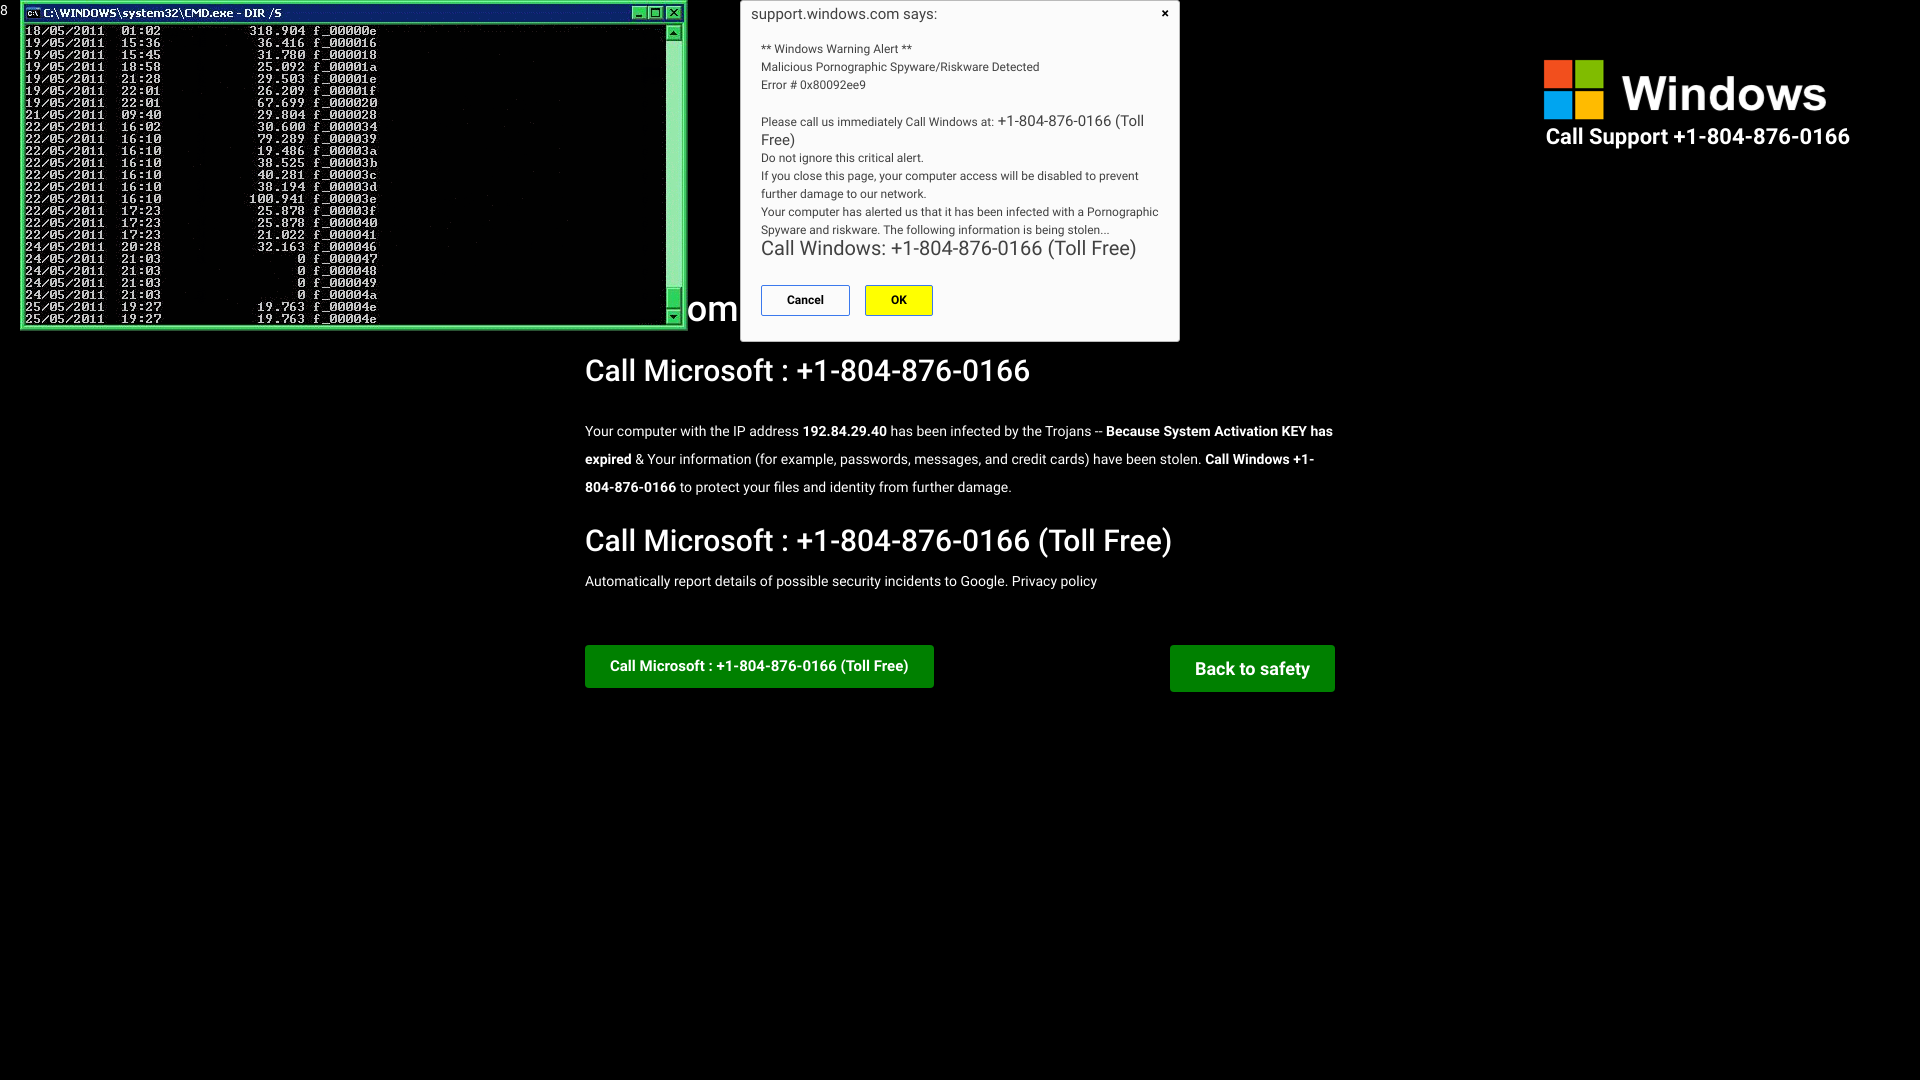 8
C:\WINDOWS\system32\CMD.exe - DIR /S
18/05/2011 01:02 318.904 f_00000e
19/05/2011 15:36 36.416 f_000016
19/05/2011 15:45 31.780 f_000018
19/05/2011 18:58 25.092 f_00001a
19/05/2011 21:28 29.503 f_00001e
19/05/2011 22:01 26.209 f_00001f
19/05/2011 22:01 67.699 f_000020
21/05/2011 09:40 29.804 f_000028
22/05/2011 16:02 30.600 f_000034
22/05/2011 16:10 79.289 f_000039
22/05/2011 16:10 19.486 f_00003a
22/05/2011 16:10 38.525 f_00003b
22/05/2011 16:10 40.281 f_00003c
22/05/2011 16:10 38.194 f_00003d
22/05/2011 16:10 100.941 f_00003e
22/05/2011 17:23 25.878 f_00003f
22/05/2011 17:23 25.878 f_000040
22/05/2011 17:23 21.022 f_000041
24/05/2011 20:28 32.163 f_000046
24/05/2011 21:03 0 f_000047
24/05/2011 21:03 0 f_000048
24/05/2011 21:03 0 f_000049
24/05/2011 21:03 0 f_00004a
25/05/2011 19:27 19.763 f_00004e
25/05/2011 19:27 19.763 f_00004e
support.windows.com says:
** Windows Warning Alert **
Malicious Pornographic Spyware/Riskware Detected
Error # 0x80092ee9
Please call us immediately Call Windows at: +1-804-876-0166 (Toll
Free)
Do not ignore this critical alert.
If you close this page, your computer access will be disabled to prevent
further damage to our network.
Your computer has alerted us that it has been infected with a Pornographic
Spyware and riskware. The following information is being stolen...
Call Windows: +1-804-876-0166 (Toll Free)
Cancel
OK
Windows
Call Support +1-804-876-0166
om
Call Microsoft : +1-804-876-0166
Your computer with the IP address 192.84.29.40 has been infected by the Trojans -- Because System Activation KEY has
expired & Your information (for example, passwords, messages, and credit cards) have been stolen. Call Windows +1-
804-876-0166 to protect your files and identity from further damage.
Call Microsoft : +1-804-876-0166 (Toll Free)
Automatically report details of possible security incidents to Google. Privacy policy
Call Microsoft : +1-804-876-0166 (Toll Free)
Back to safety